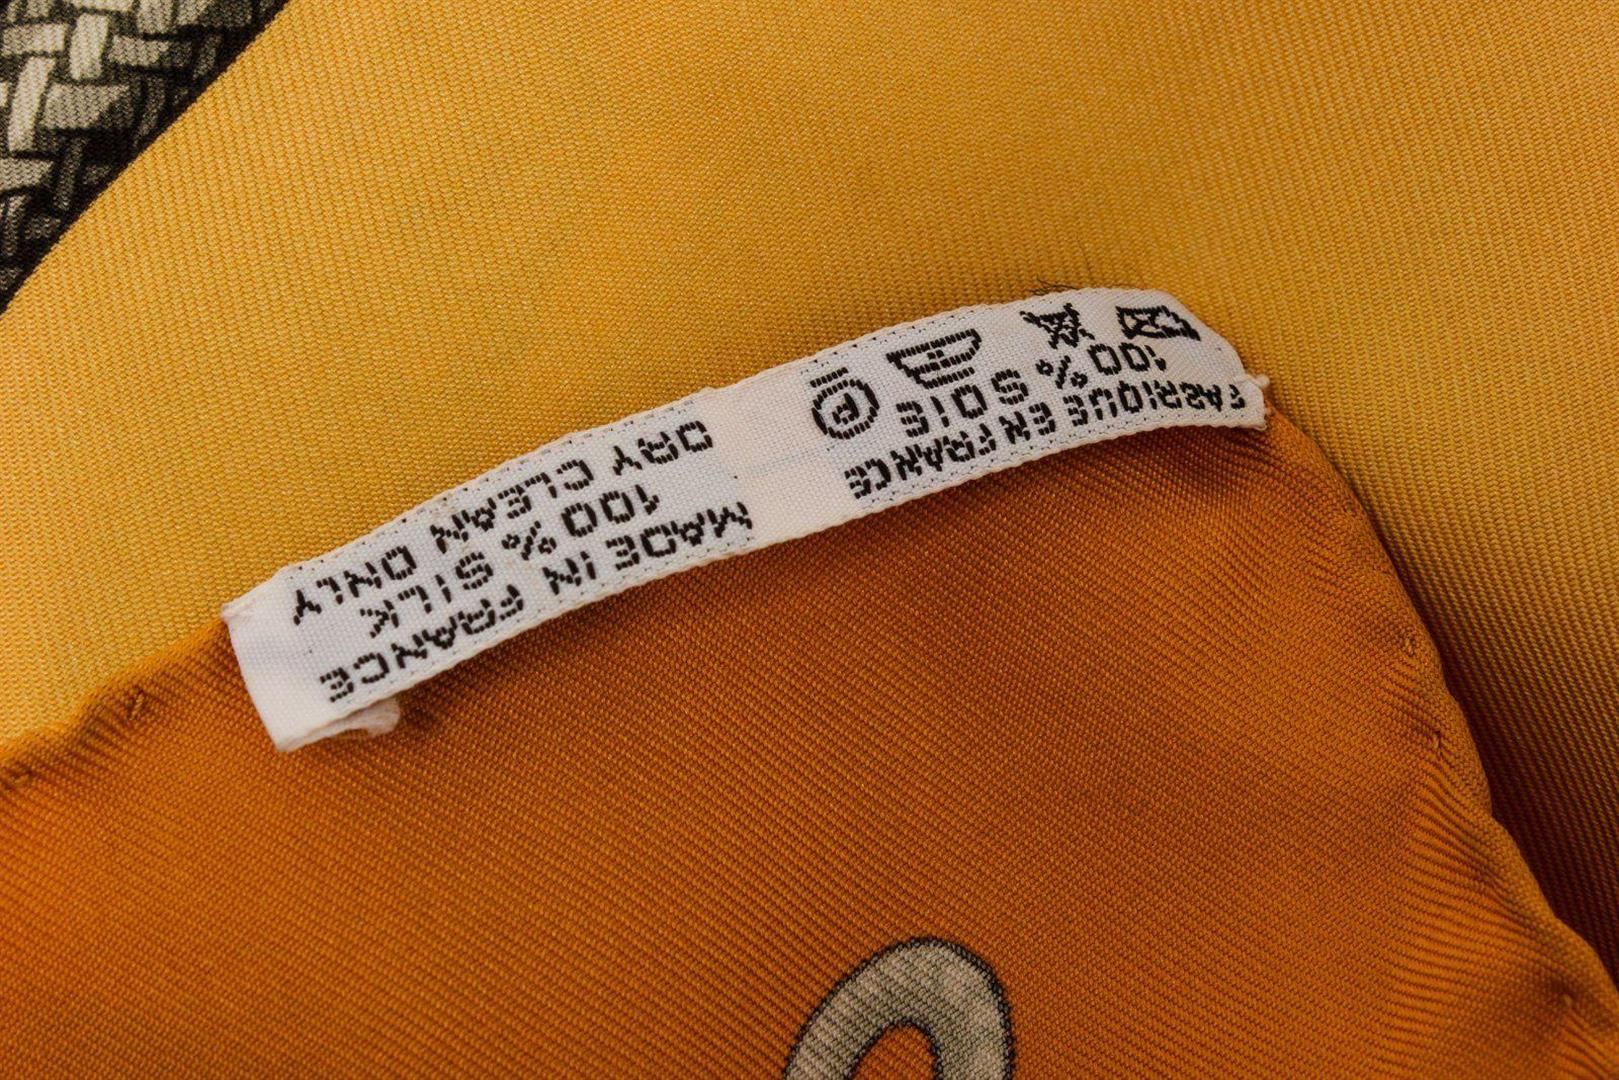 FABRIQUE EN FRANCE
100% SOIE
P
MADE IN FRANCE
100% SILK
DRY CLEAN ONLY